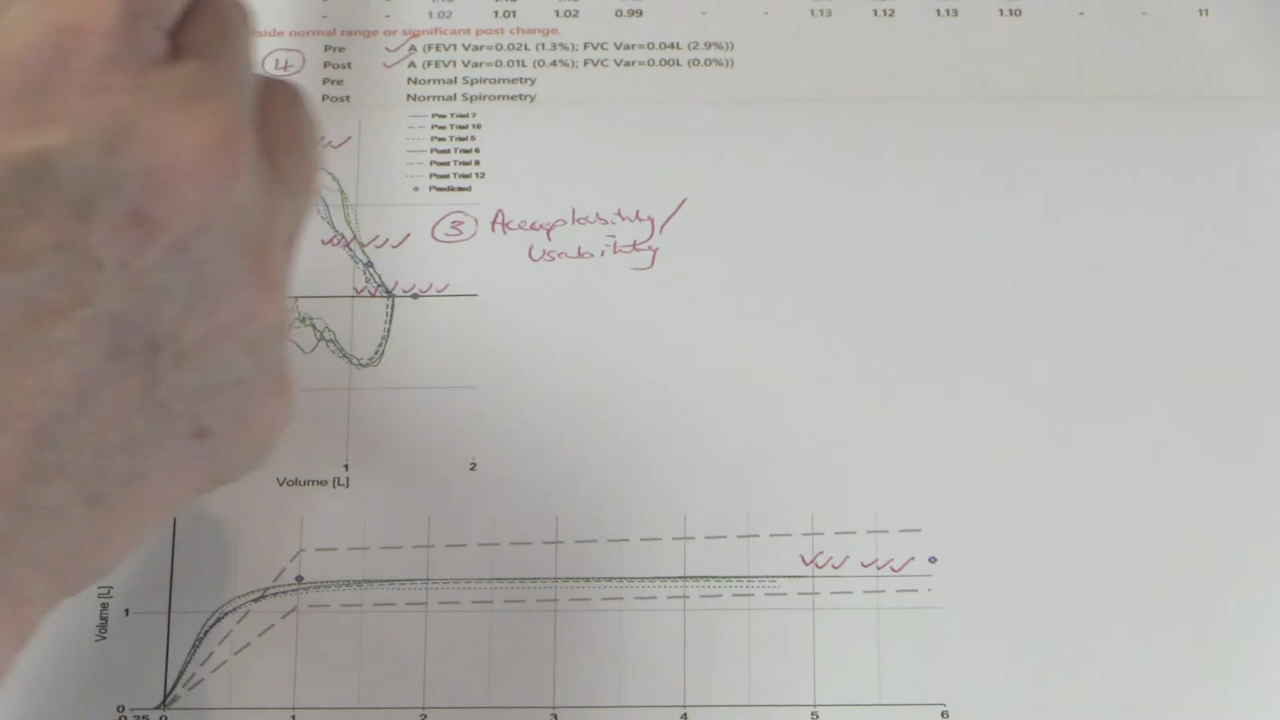 - - 1.02 1.01 1.02 0.99 - - 1.13 1.12 1.13 1.10 - - 11
side normal range or significant post change.
4 Pre A (FEV1 Var=0.02L (1.3%); FVC Var=0.04L (2.9%))
Post A (FEV1 Var=0.01L (0.4%); FVC Var=0.00L (0.0%))
Pre Normal Spirometry
Post Normal Spirometry
Pre Trial 7
Pre Trial 10
Pre Trial 5
Post Trial 6
Post Trial 8
Post Trial 12
Predicted
3 Acceptability/
Usability
1 2
Volume [L]
Volume [L]
1
0
-0.25 0 1 2 3 4 5 6